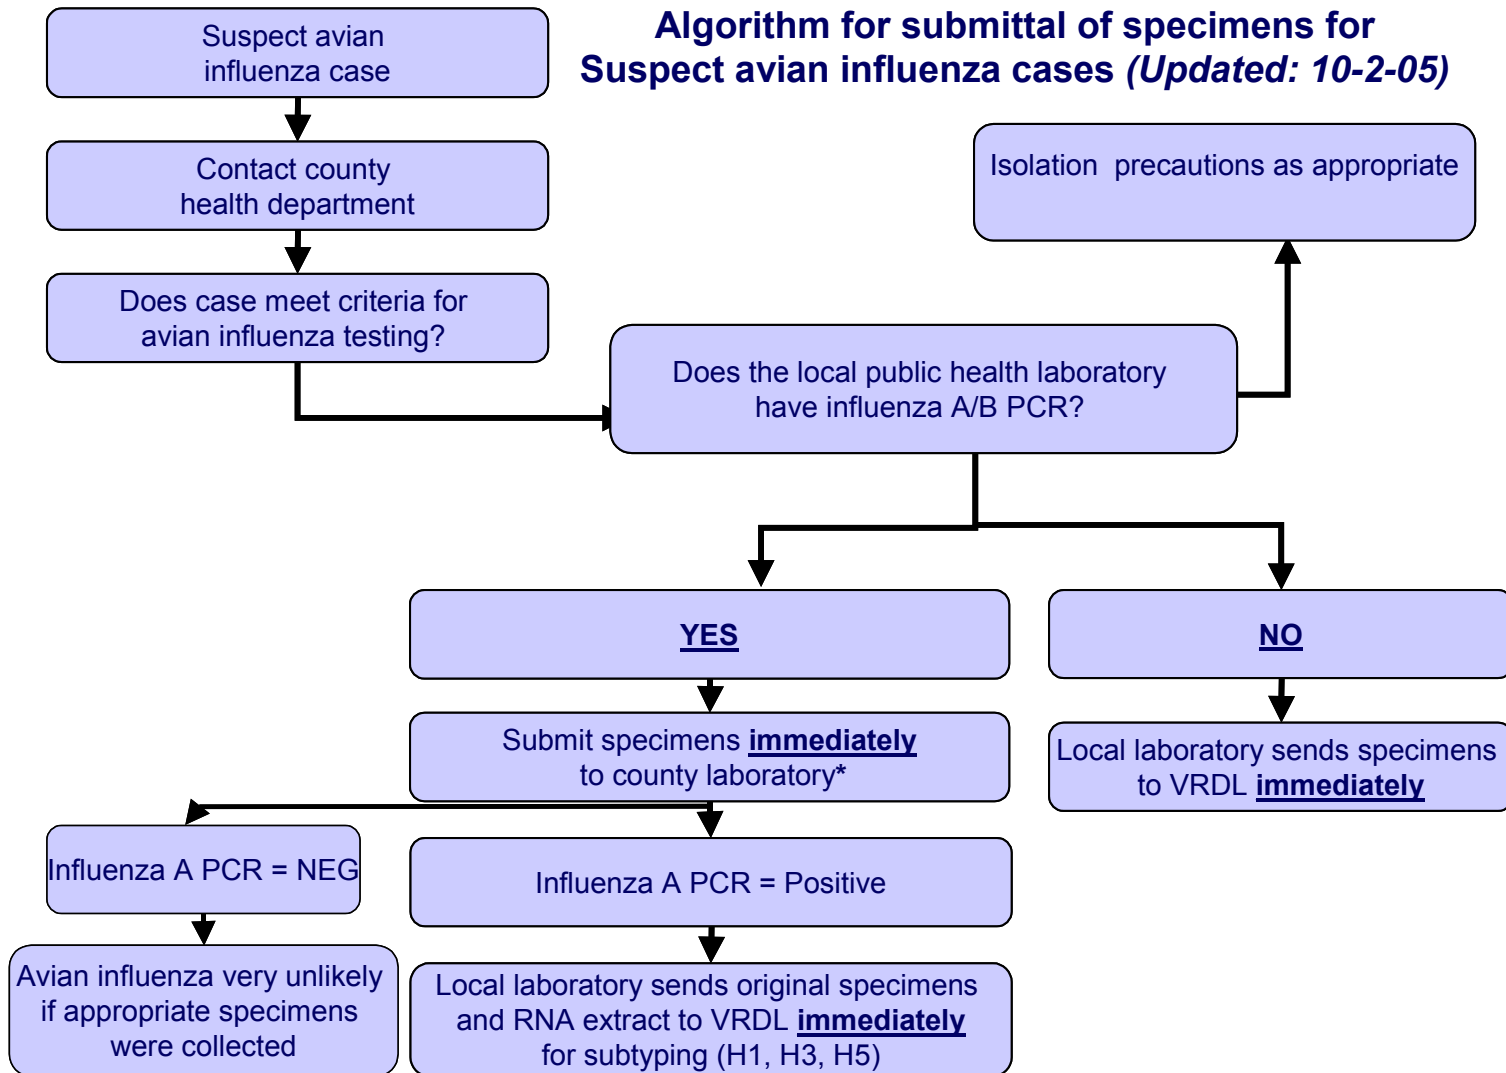 Algorithm for submittal of specimens for
Suspect avian influenza cases (Updated: 10-2-05)
Suspect avian
influenza case
Contact county
health department
Does case meet criteria for
avian influenza testing?
Isolation precautions as appropriate
Does the local public health laboratory
have influenza A/B PCR?
YES
NO
Submit specimens immediately
to county laboratory*
Local laboratory sends specimens
to VRDL immediately
Influenza A PCR = NEG
Influenza A PCR = Positive
Avian influenza very unlikely
if appropriate specimens
were collected
Local laboratory sends original specimens
and RNA extract to VRDL immediately
for subtyping (H1, H3, H5)